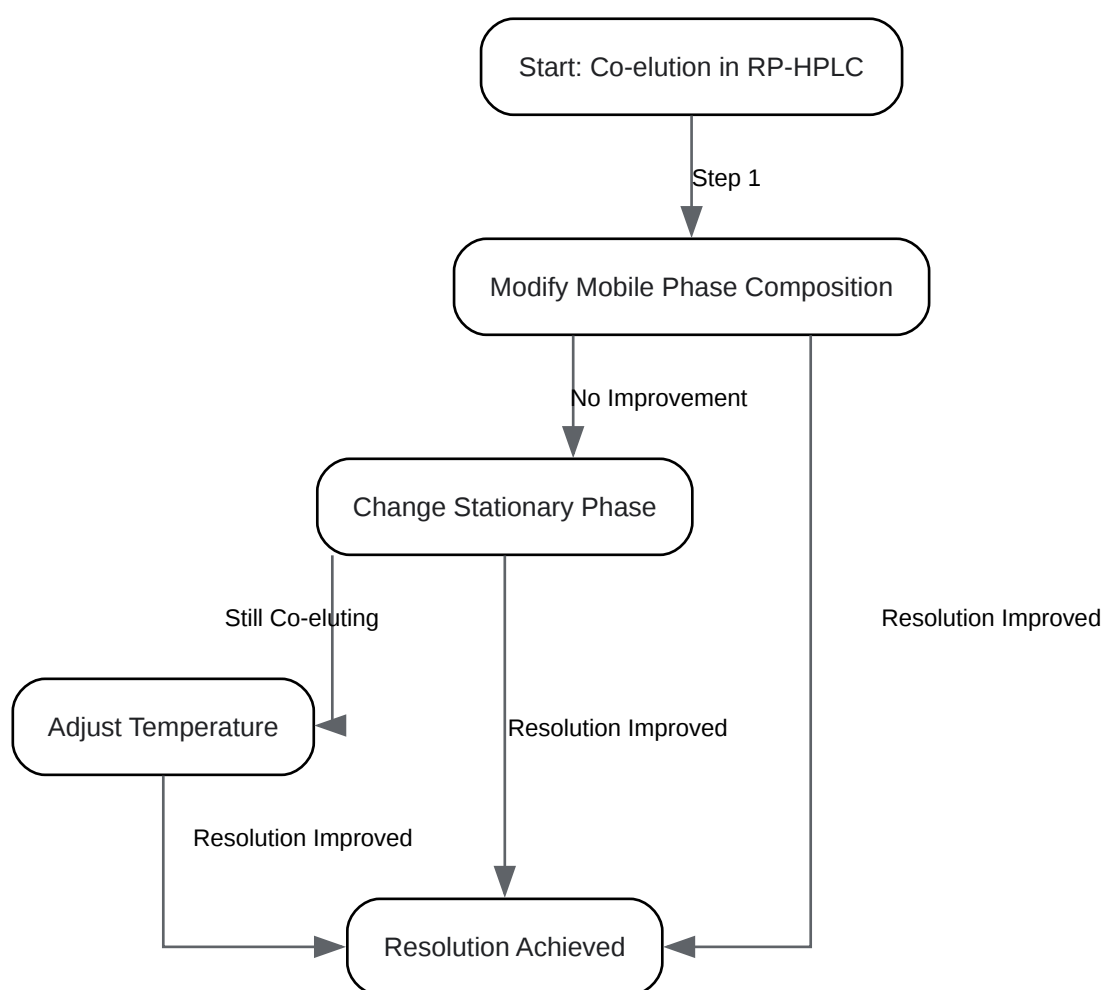 Start: Co-elution in RP-HPLC
Step 1
Modify Mobile Phase Composition
No Improvement
Change Stationary Phase
Still Co-eluting
Resolution Improved
Adjust Temperature
Resolution Improved
Resolution Improved
Resolution Achieved